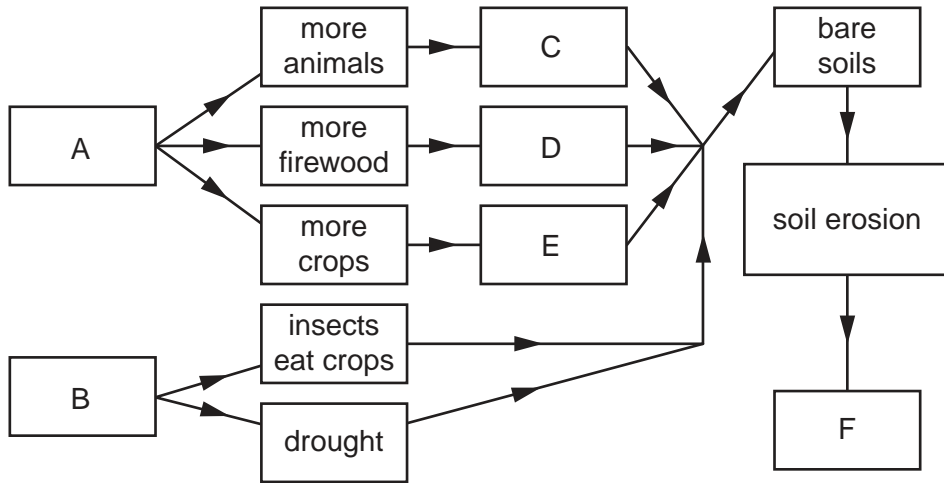 more
animals
C
bare
soils
A
more
firewood
D
more
crops
E
soil erosion
insects
eat crops
B
drought
F